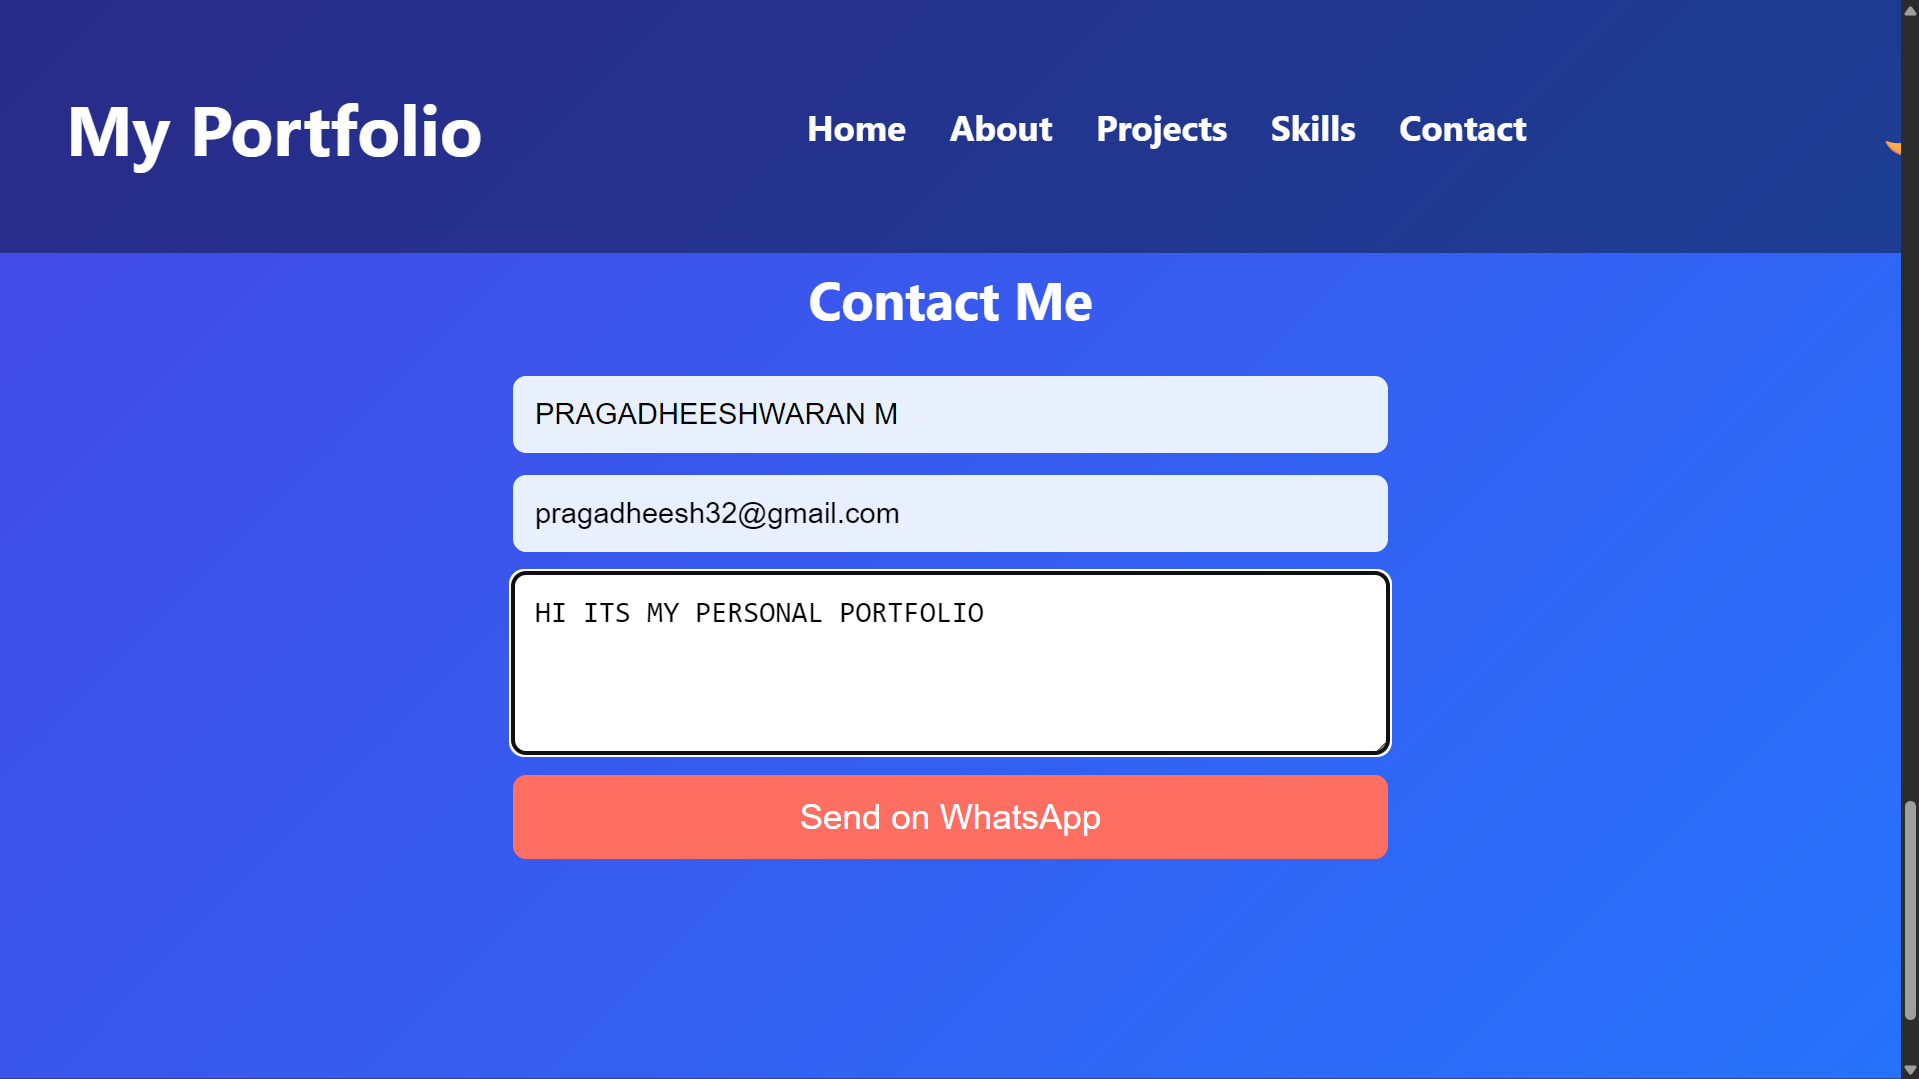 My Portfolio
Home About Projects Skills Contact
Contact Me
PRAGADHEESHWARAN M
pragadheesh32@gmail.com
HI ITS MY PERSONAL PORTFOLIO
Send on WhatsApp